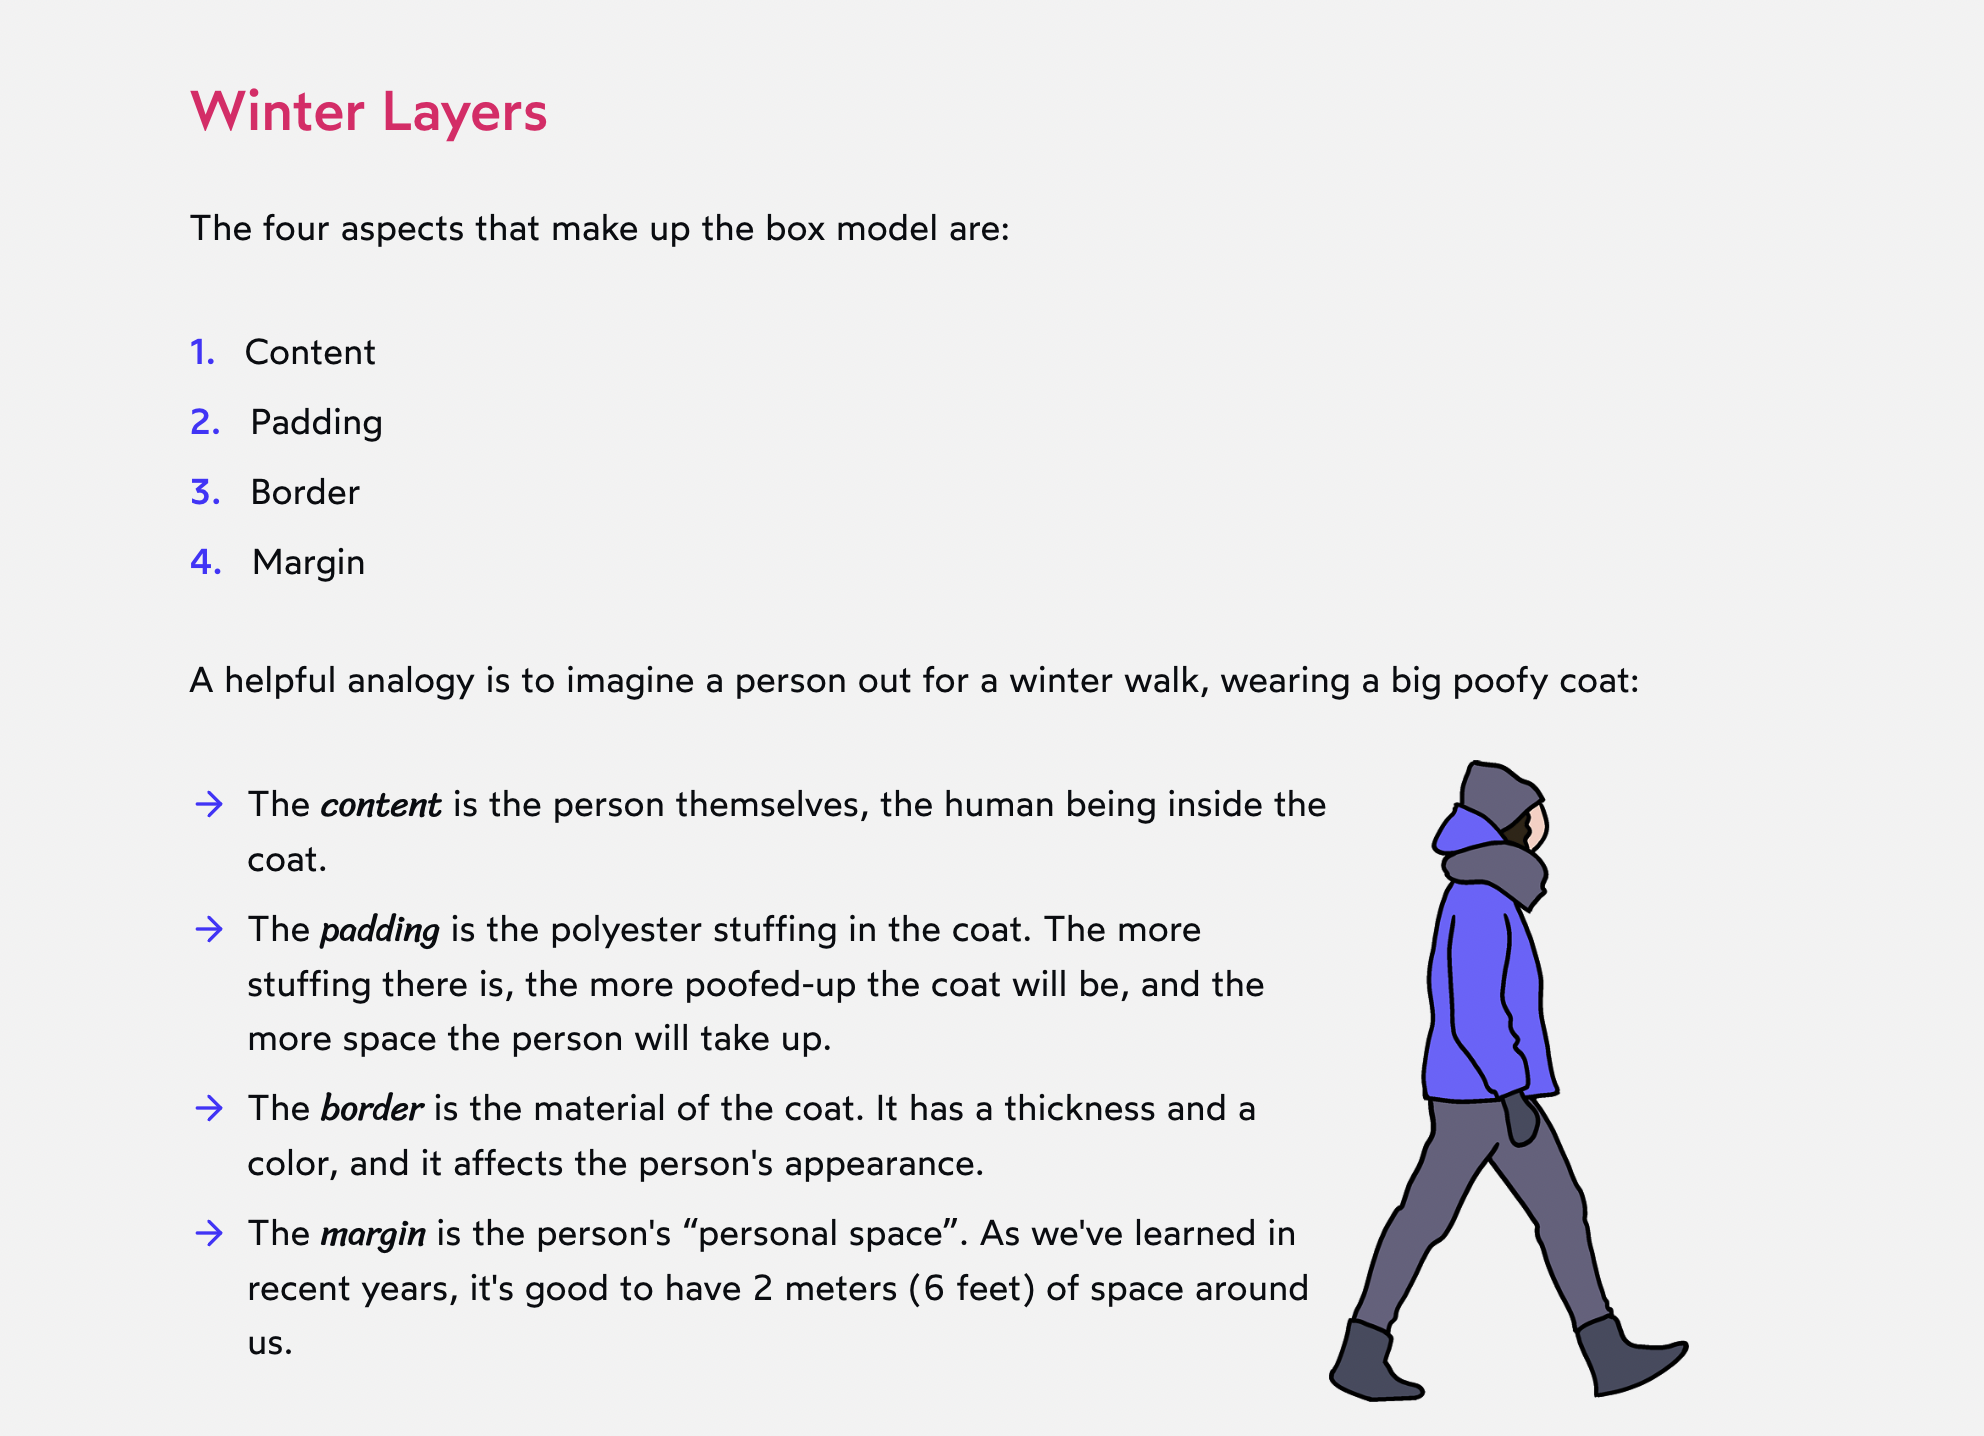 Winter Layers
The four aspects that make up the box model are:
1. Content
2. Padding
3. Border
4. Margin
A helpful analogy is to imagine a person out for a winter walk, wearing a big poofy coat:
→ The content is the person themselves, the human being inside the
coat.
→ The padding is the polyester stuffing in the coat. The more
stuffing there is, the more poofed-up the coat will be, and the
more space the person will take up.
→ The border is the material of the coat. It has a thickness and a
color, and it affects the person's appearance.
→ The margin is the person's “personal space”. As we've learned in
recent years, it's good to have 2 meters (6 feet) of space around
us.